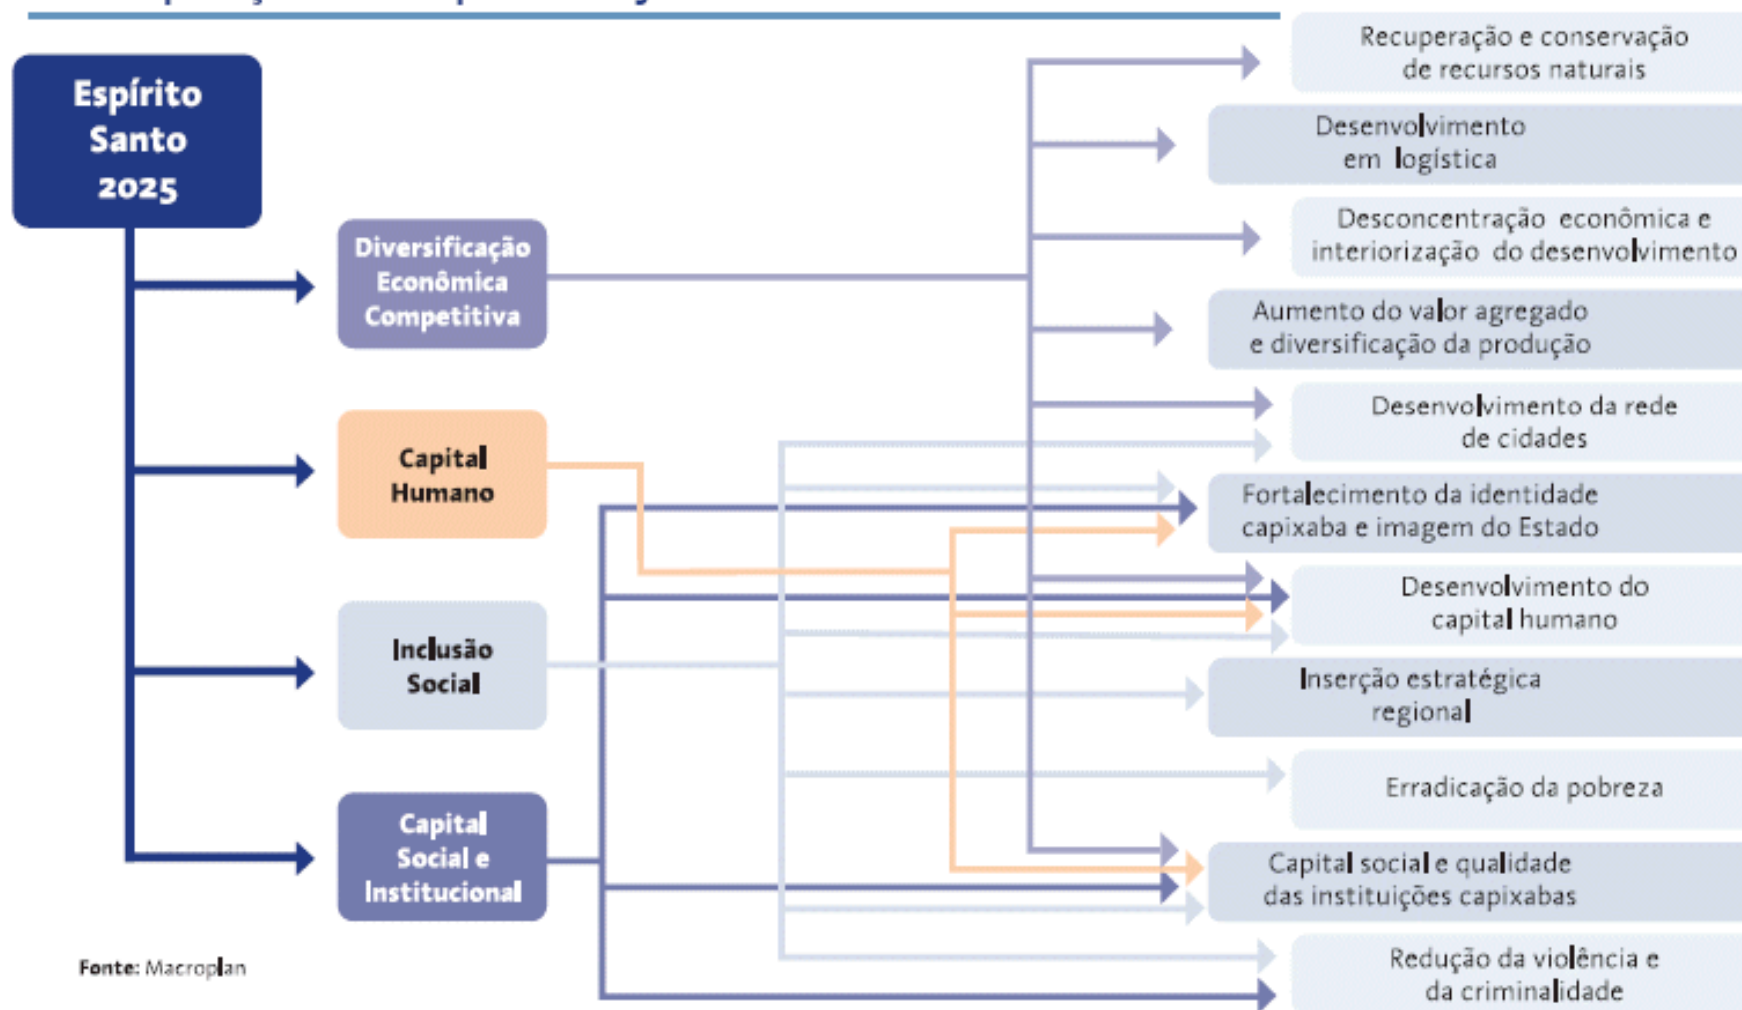 Espírito
Santo
2025
Diversificação
Econômica
Competitiva
Capital
Humano
Inclusão
Social
Capital
Social e
Institucional
Recuperação e conservação
de recursos naturais
Desenvolvimento
em logística
Desconcentração econômica e
interiorização do desenvolvimento
Aumento do valor agregado
e diversificação da produção
Desenvolvimento da rede
de cidades
Fortalecimento da identidade
capixaba e imagem do Estado
Desenvolvimento do
capital humano
Inserção estratégica
regional
Erradicação da pobreza
Capital social e qualidade
das instituições capixabas
Redução da violência e
da criminalidade
Fonte: Macroplan